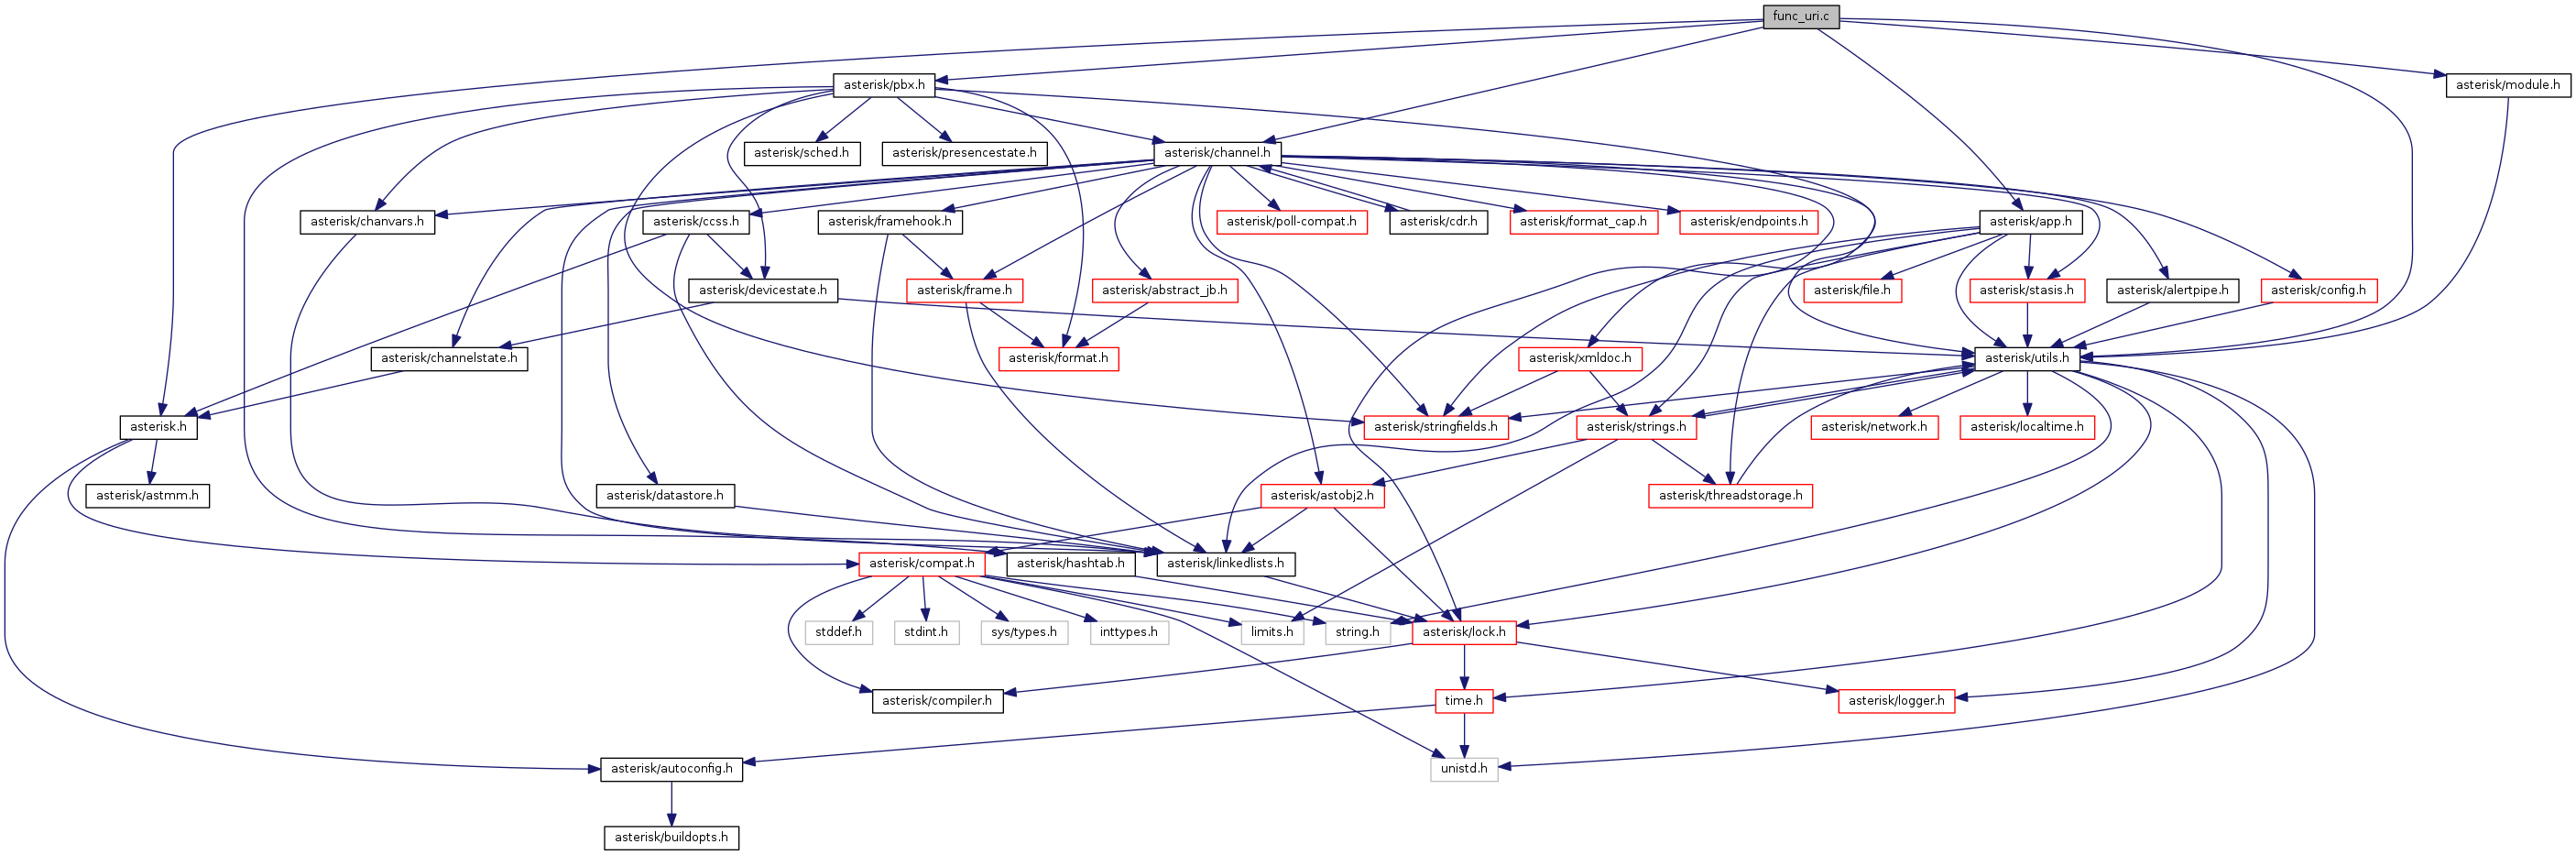 func_uri.c
asterisk/pbx.h
asterisk/module.h
asterisk/sched.h
asterisk/presencestate.h
asterisk/channel.h
asterisk/chanvars.h
asterisk/ccss.h
asterisk/framehook.h
asterisk/poll-compat.h
asterisk/cdr.h
asterisk/format_cap.h
asterisk/endpoints.h
asterisk/app.h
asterisk/devicestate.h
asterisk/frame.h
asterisk/abstract_jb.h
asterisk/file.h
asterisk/stasis.h
asterisk/alertpipe.h
asterisk/config.h
asterisk/channelstate.h
asterisk/format.h
asterisk/xmldoc.h
asterisk/utils.h
asterisk.h
asterisk/stringfields.h
asterisk/strings.h
asterisk/network.h
asterisk/localtime.h
asterisk/astmm.h
asterisk/datastore.h
asterisk/astobj2.h
asterisk/threadstorage.h
asterisk/compat.h
asterisk/hashtab.h
asterisk/linkedlists.h
stddef.h
stdint.h
sys/types.h
inttypes.h
limits.h
string.h
asterisk/lock.h
asterisk/compiler.h
time.h
asterisk/logger.h
asterisk/autoconfig.h
unistd.h
asterisk/buildopts.h